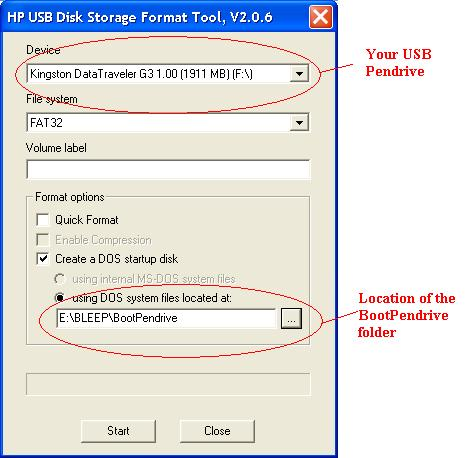 HP USB Disk Storage Format Tool, V2.0.6
Device
Your USB
Pendrive
Kingston DataTraveler G3 1.00 (1911 MB) (F:\)
File system
FAT32
Volume label
Format options
Quick Format
Enable Compression
Create a DOS startup disk
using internal MS-DOS system files
using DOS system files located at:
E:\BLEEP\BootPendrive
...
Location of the
BootPendrive
folder
Start
Close